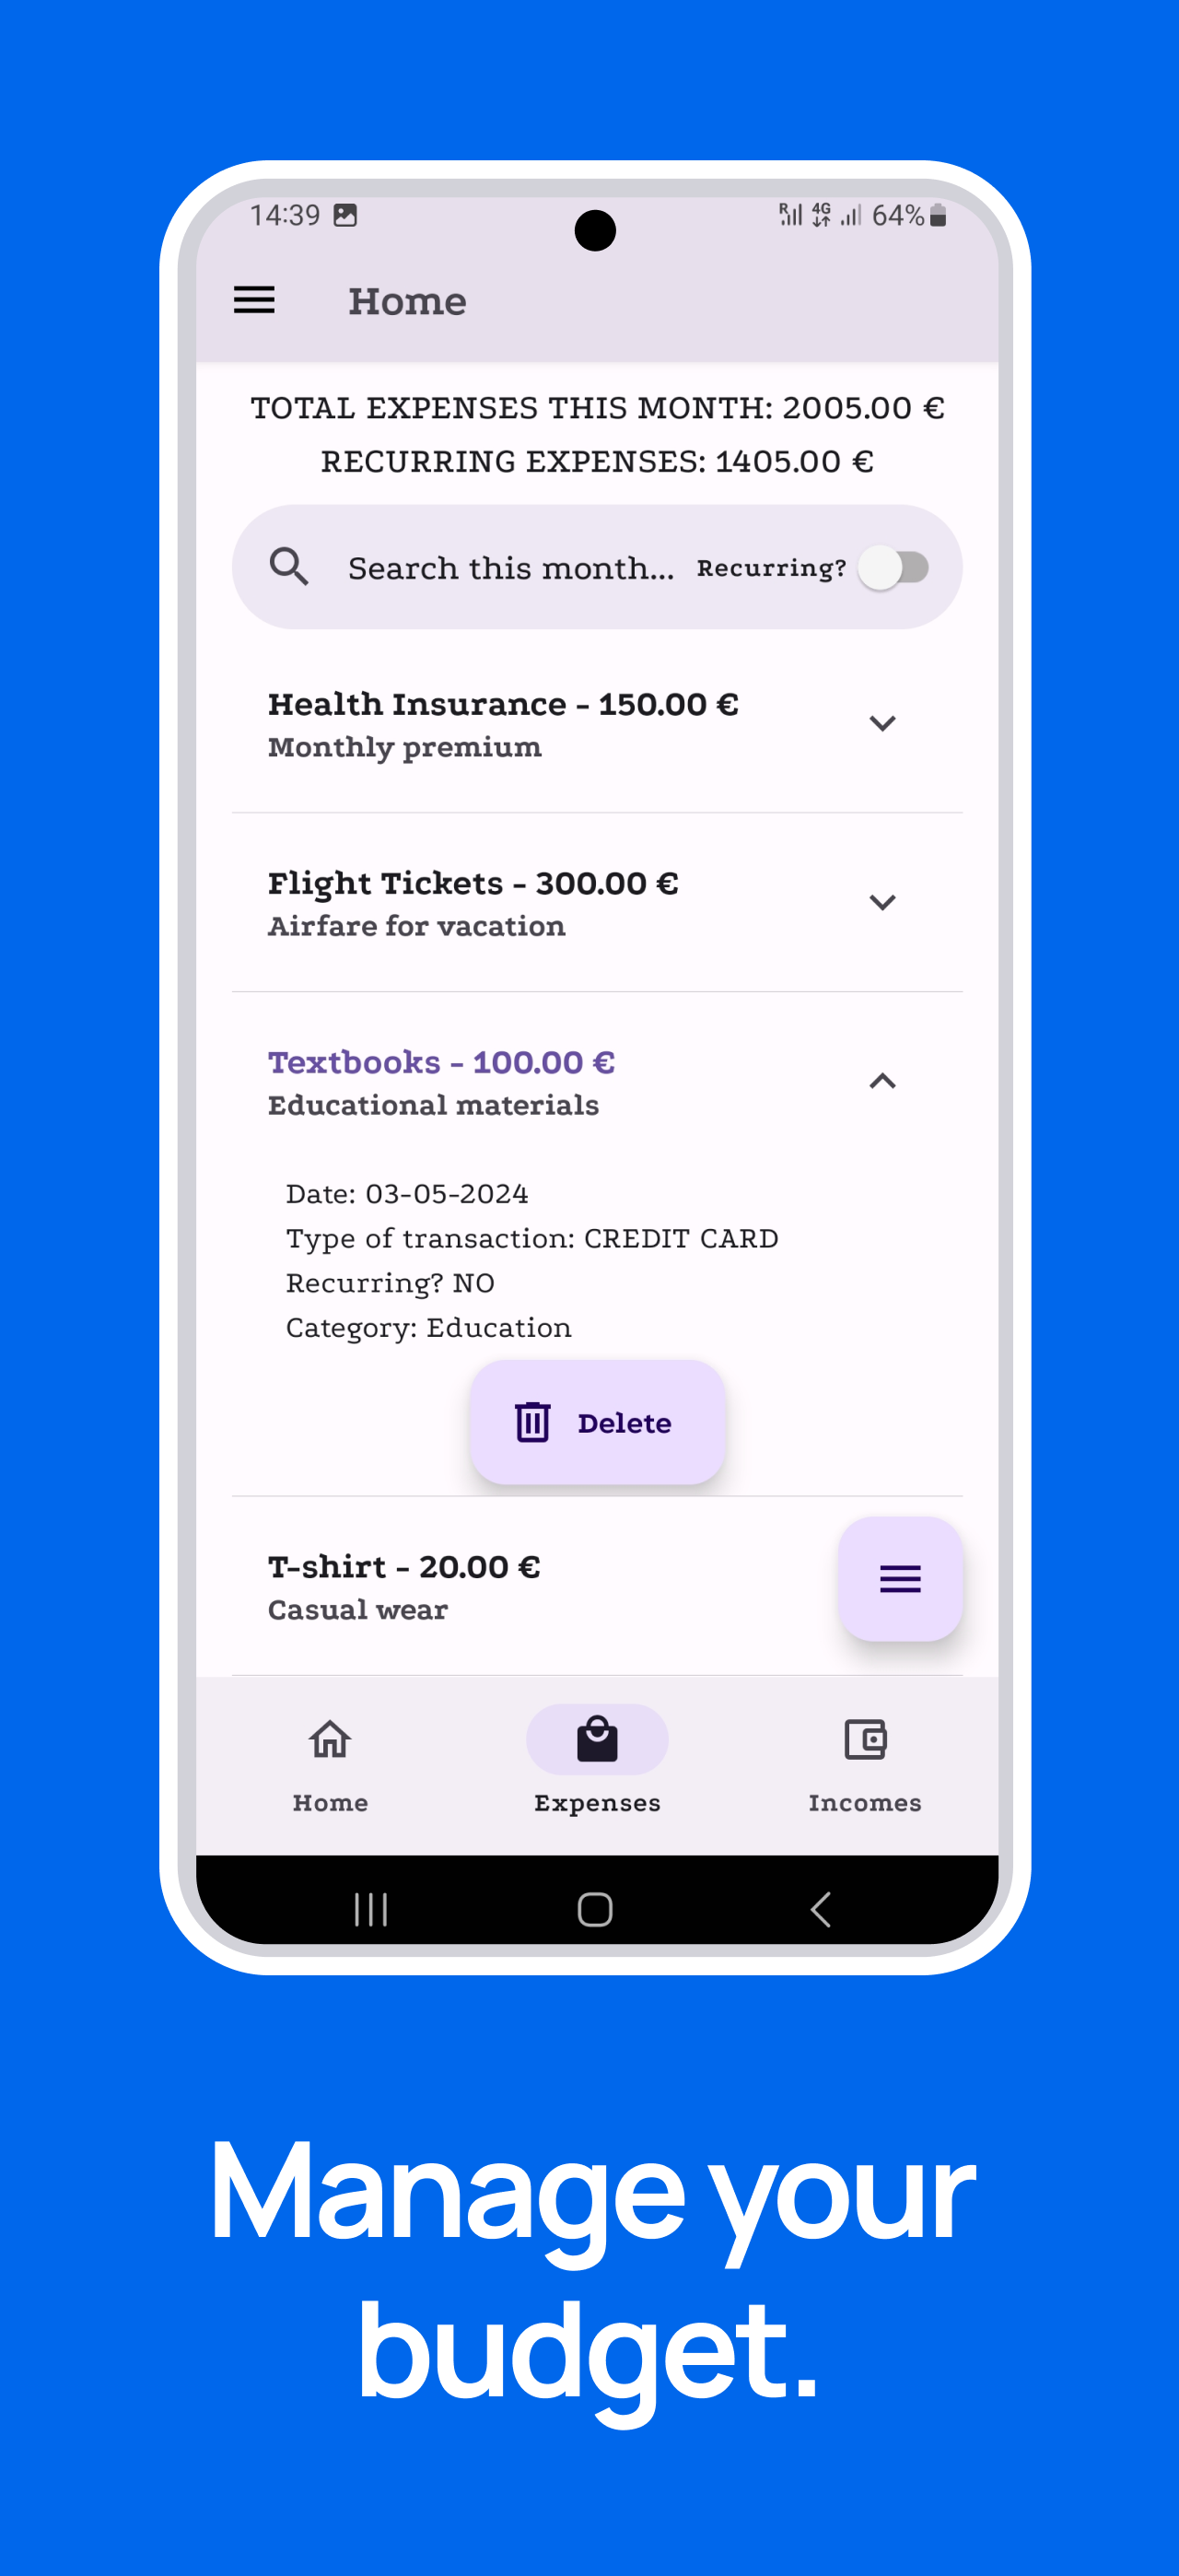 14:39
R 4G 64%
Home
TOTAL EXPENSES THIS MONTH: 2005.00 €
RECURRING EXPENSES: 1405.00 €
Search this month... Recurring?
Health Insurance - 150.00 €
Monthly premium
Flight Tickets - 300.00 €
Airfare for vacation
Textbooks - 100.00 €
Educational materials
Date: 03-05-2024
Type of transaction: CREDIT CARD
Recurring? NO
Category: Education
Delete
T-shirt - 20.00 €
Casual wear
Home Expenses Incomes
Manage your
budget.